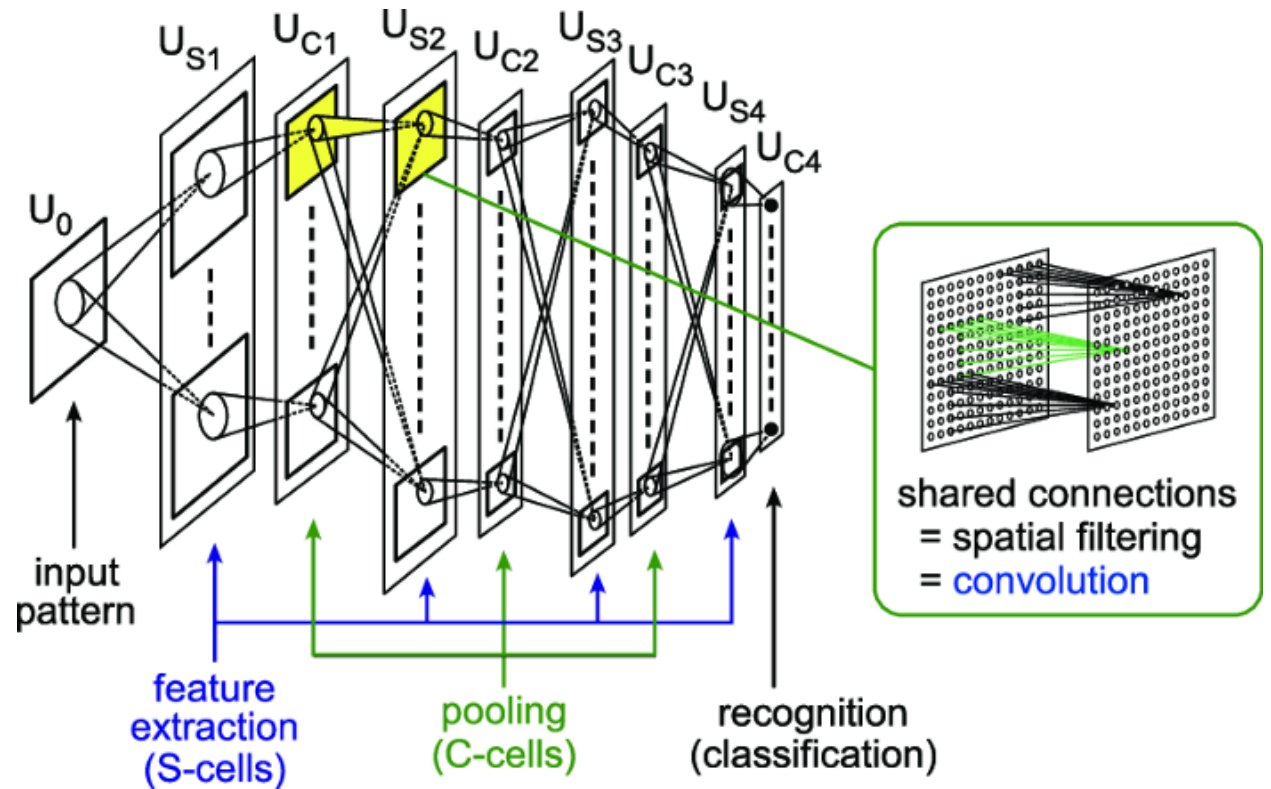 U0
US1
UC1
US2
UC2
US3
UC3
US4
UC4
input
pattern
feature
extraction
(S-cells)
pooling
(C-cells)
recognition
(classification)
shared connections
= spatial filtering
= convolution